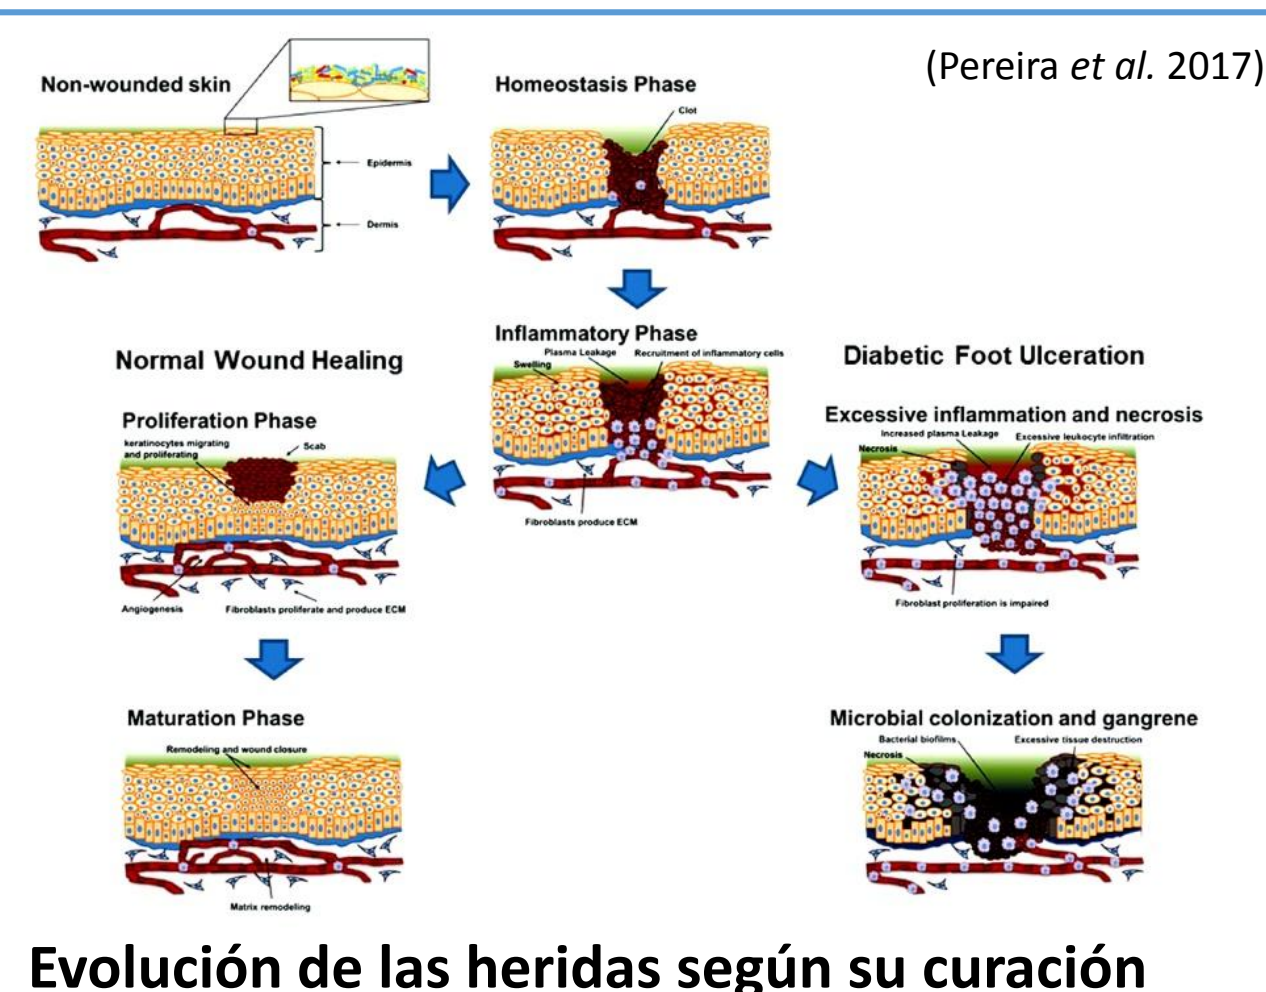 (Pereira et al. 2017)
Non-wounded skin
Epidermis
Dermis
Homeostasis Phase
Clot
Inflammatory Phase
Plasma Leakage
Recruitment of inflammatory cells
Swelling
Fibroblasts produce ECM
Normal Wound Healing
Proliferation Phase
keratinocytes migrating
and proliferating
Scab
Angiogenesis
Fibroblasts proliferate and produce ECM
Maturation Phase
Remodeling and wound closure
Matrix remodeling
Diabetic Foot Ulceration
Excessive inflammation and necrosis
Increased plasma Leakage
Excessive leukocyte infiltration
Necrosis
Fibroblast proliferation is impaired
Microbial colonization and gangrene
Bacterial biofilms
Excessive tissue destruction
Necrosis
Evolución de las heridas según su curación